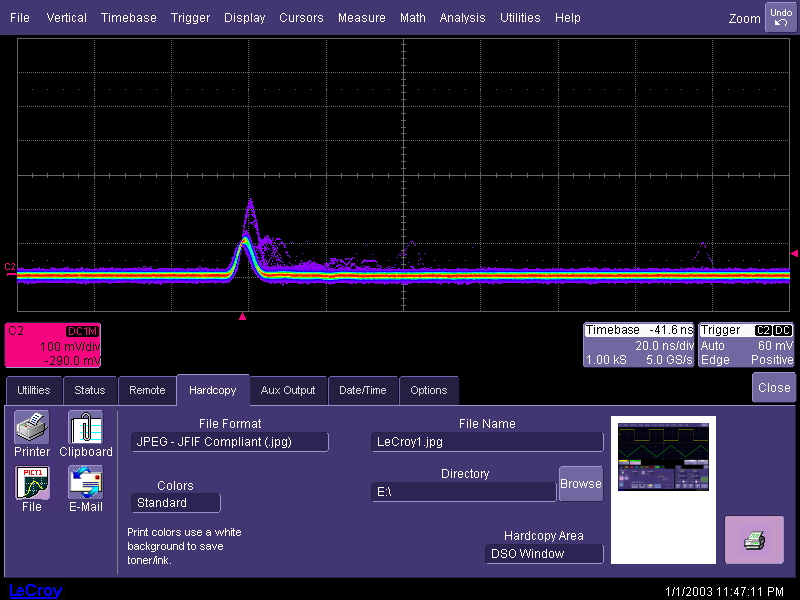 File Vertical Timebase Trigger Display Cursors Measure Math Analysis Utilities Help Zoom Undo
C2
C2 DC1M
100 mV/div
-290.0 mV
Timebase -41.6 ns
20.0 ns/div
1.00 kS 5.0 GS/s
Trigger C2 DC
Auto 60 mV
Edge Positive
Utilities Status Remote Hardcopy Aux Output Date/Time Options Close
Printer Clipboard
PICT1
File E-Mail
File Format
JPEG - JFIF Compliant (.jpg)
Colors
Standard
Print colors use a white
background to save
toner/ink.
File Name
LeCroy1.jpg
Directory
E:\ Browse
Hardcopy Area
DSO Window
LeCroy 1/1/2003 11:47:11 PM